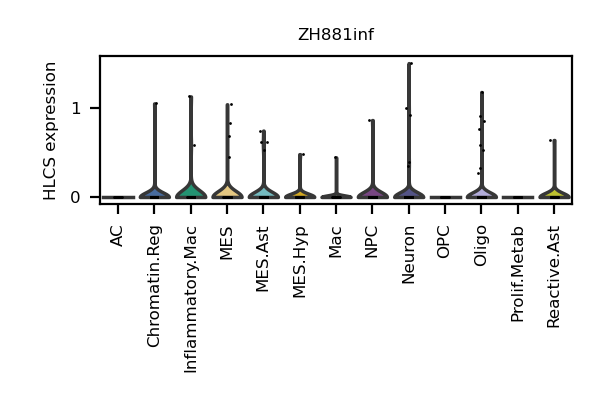 ZH881inf
HLCS expression
1
0
AC
Chromatin.Reg
Inflammatory.Mac
MES
MES.Ast
MES.Hyp
Mac
NPC
Neuron
OPC
Oligo
Prolif.Metab
Reactive.Ast